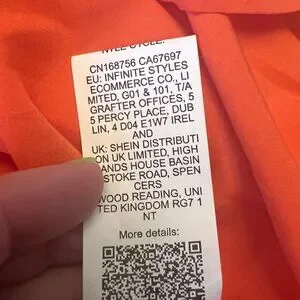 CN168756 CA67697
EU: INFINITE STYLES
ECOMMERCE CO., LI
MITED, G01 & 101, T/A
GRAFTER OFFICES, 5
5 PERCY PLACE, DUB
LIN, 4 D04 E1W7 IREL
AND
UK: SHEIN DISTRIBUTI
ON UK LIMITED, HIGH
ANDS HOUSE BASIN
STOKE ROAD, SPEN
CERS
WOOD READING, UNI
TED KINGDOM RG7 1
NT
More details: